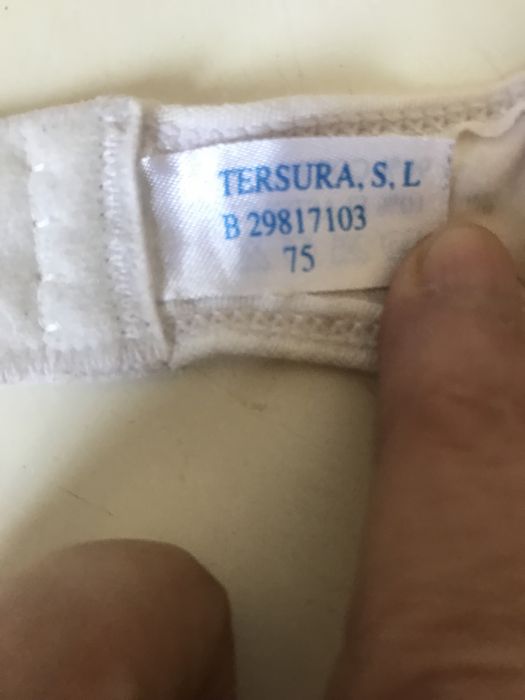 TERSURA, S, L
B 29817103
75